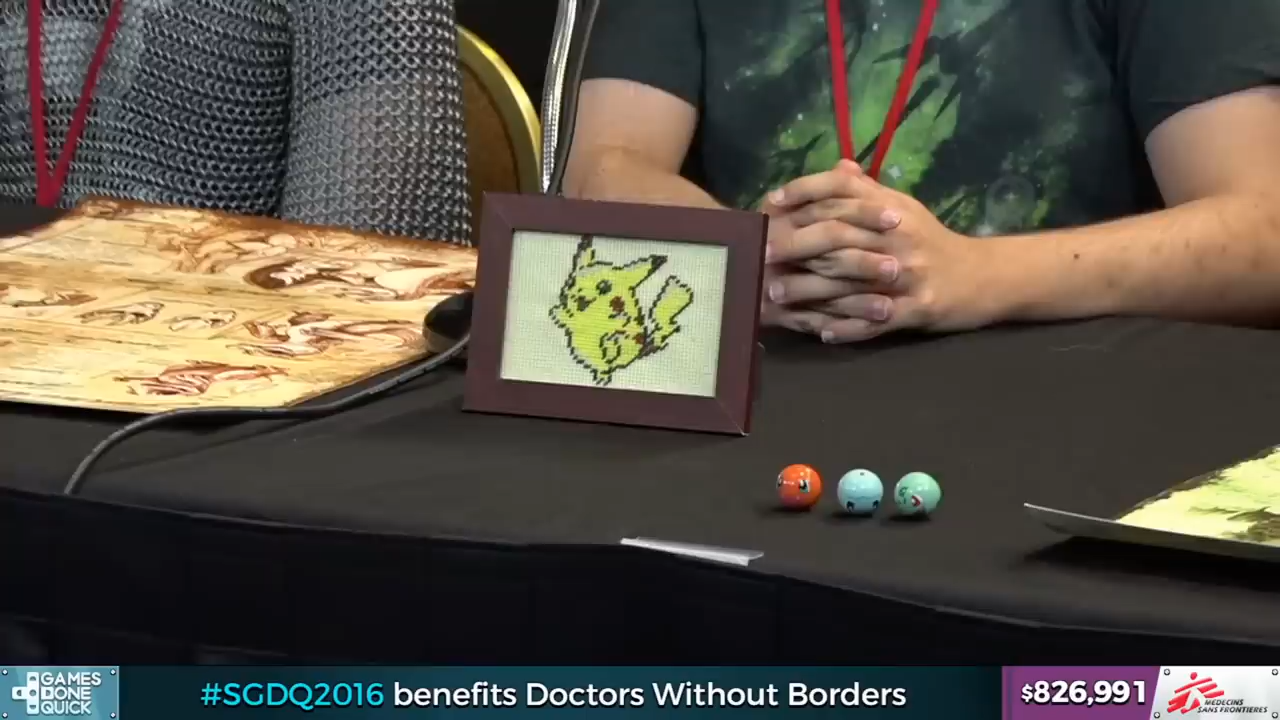 GAMES
DONE
QUICK
#SGDQ2016 benefits Doctors Without Borders
$826,991
MEDECINS
SANS FRONTIERES